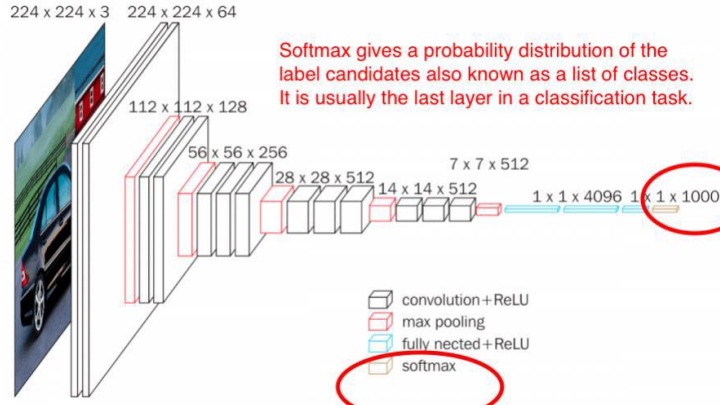 224 x 224 x 3
224 x 224 x 64
Softmax gives a probability distribution of the
label candidates also known as a list of classes.
It is usually the last layer in a classification task.
112 x 112 x 128
56 x 56 x 256
28 x 28 x 512
14 x 14 x 512
7 x 7 x 512
1 x 1 x 4096
1 x 1 x 1000
convolution+ReLU
max pooling
fully nected+ReLU
softmax